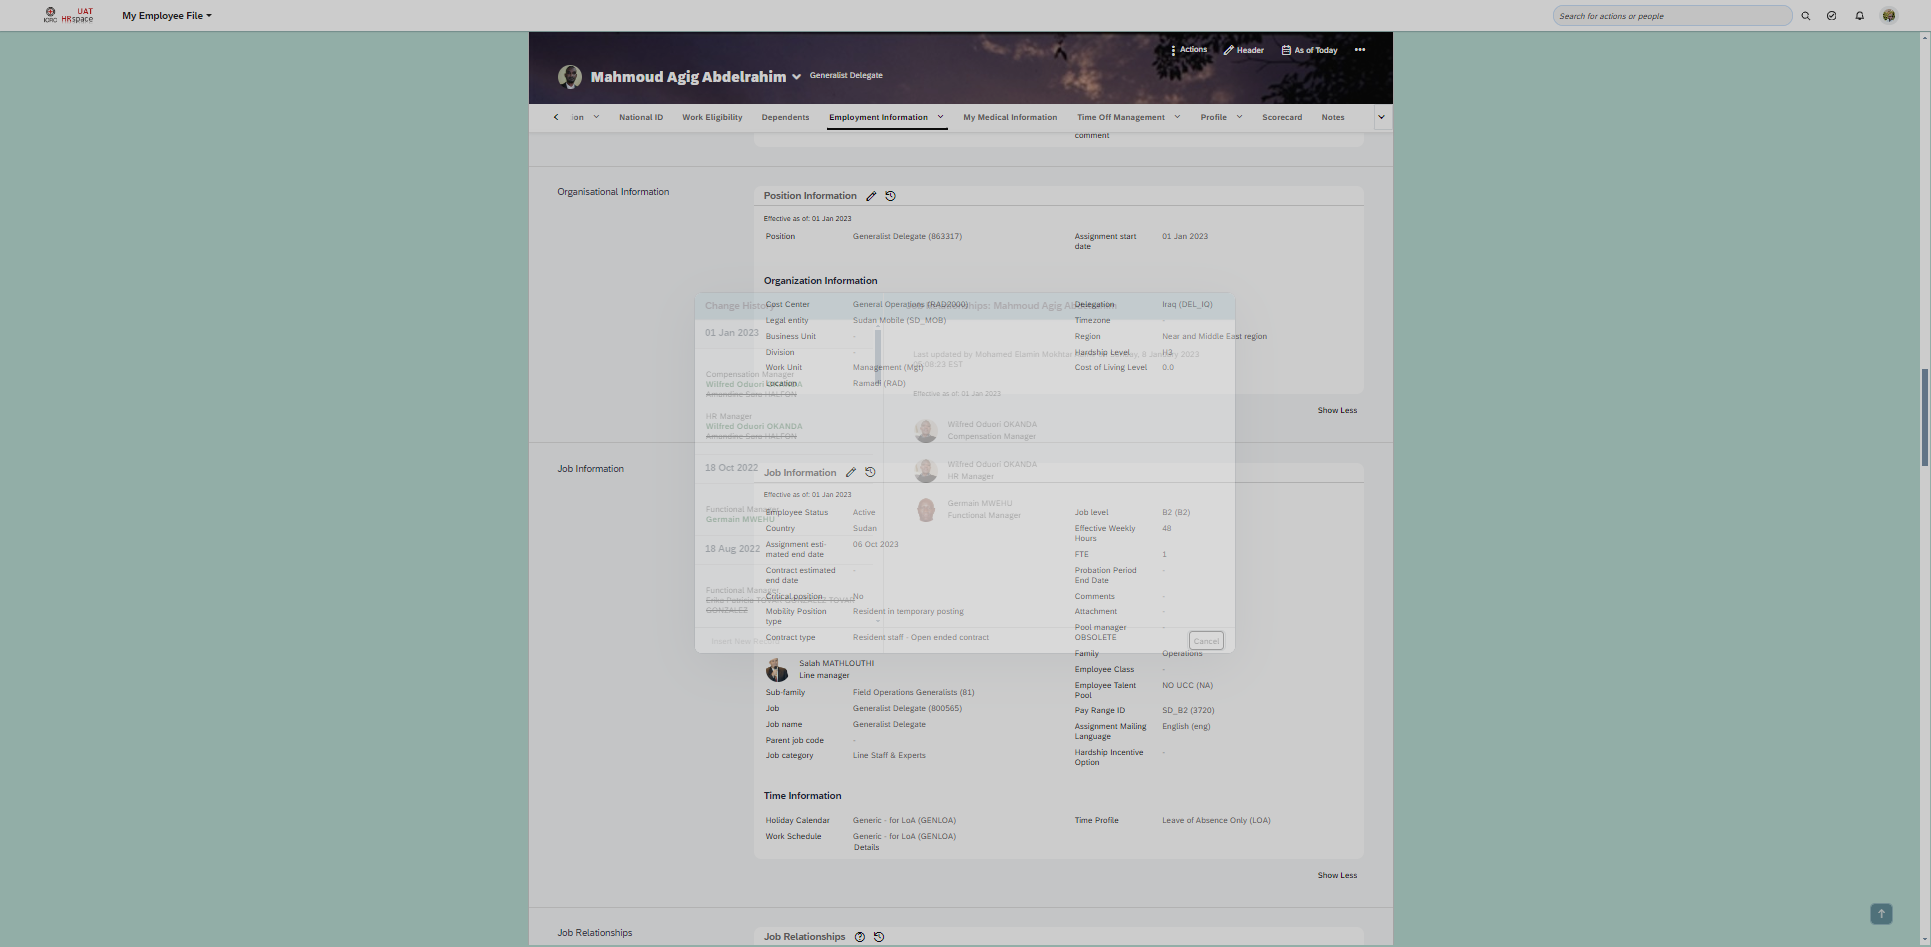 ICRC
UAT
HRspace
My Employee File
Search for actions or people
Actions
Header
As of Today
Mahmoud Agig Abdelrahim
Generalist Delegate
ion
National ID
Work Eligibility
Dependents
Employment Information
My Medical Information
Time Off Management
Profile
Scorecard
Notes
comment
Organisational Information
Position Information
Effective as of: 01 Jan 2023
Position
Generalist Delegate (863317)
Assignment start
date
01 Jan 2023
Organization Information
Cost Center
General Operations (RAD2000)
Delegation
Iraq (DEL_IQ)
Legal entity
Sudan Mobile (SD_MOB)
Timezone
-
Business Unit
-
Region
Near and Middle East region
Division
-
Hardship Level
H3
Work Unit
Management (Mgt)
Cost of Living Level
0.0
Location
Ramadi (RAD)
Show Less
Change History
Job Relationships: Mahmoud Agig Abdelrahim
01 Jan 2023
Compensation Manager
Wilfred Oduori OKANDA
Amandine Sara HALFON
HR Manager
Wilfred Oduori OKANDA
Amandine Sara HALFON
18 Oct 2022
Functional Manager
Germain MWEHU
18 Aug 2022
Functional Manager
GONZALEZ
Insert New
Last updated by Mohamed Elamin Mokhtar
8 January 2023
Effective as of: 01 Jan 2023
Wilfred Oduori OKANDA
Compensation Manager
Wilfred Oduori OKANDA
HR Manager
Germain MWEHU
Functional Manager
Cancel
Job Information
Job Information
Effective as of: 01 Jan 2023
Employee Status
Active
Country
Sudan
Assignment esti-
mated end date
06 Oct 2023
Contract estimated
end date
-
Critical position
No
Mobility Position
type
Resident in temporary posting
Contract type
Resident staff - Open ended contract
Salah MATHLOUTHI
Line manager
Sub-family
Field Operations Generalists (81)
Job
Generalist Delegate (800565)
Job name
Generalist Delegate
Parent job code
-
Job category
Line Staff & Experts
Job level
B2 (B2)
Effective Weekly
Hours
48
FTE
1
Probation Period
End Date
-
Comments
-
Attachment
-
Pool manager
OBSOLETE
-
Family
Operations
Employee Class
-
Employee Talent
Pool
NO UCC (NA)
Pay Range ID
SD_B2 (3720)
Assignment Mailing
Language
English (eng)
Hardship Incentive
Option
-
Time Information
Holiday Calendar
Generic - for LoA (GENLOA)
Time Profile
Leave of Absence Only (LOA)
Work Schedule
Generic - for LoA (GENLOA)
Details
Show Less
Job Relationships
Job Relationships